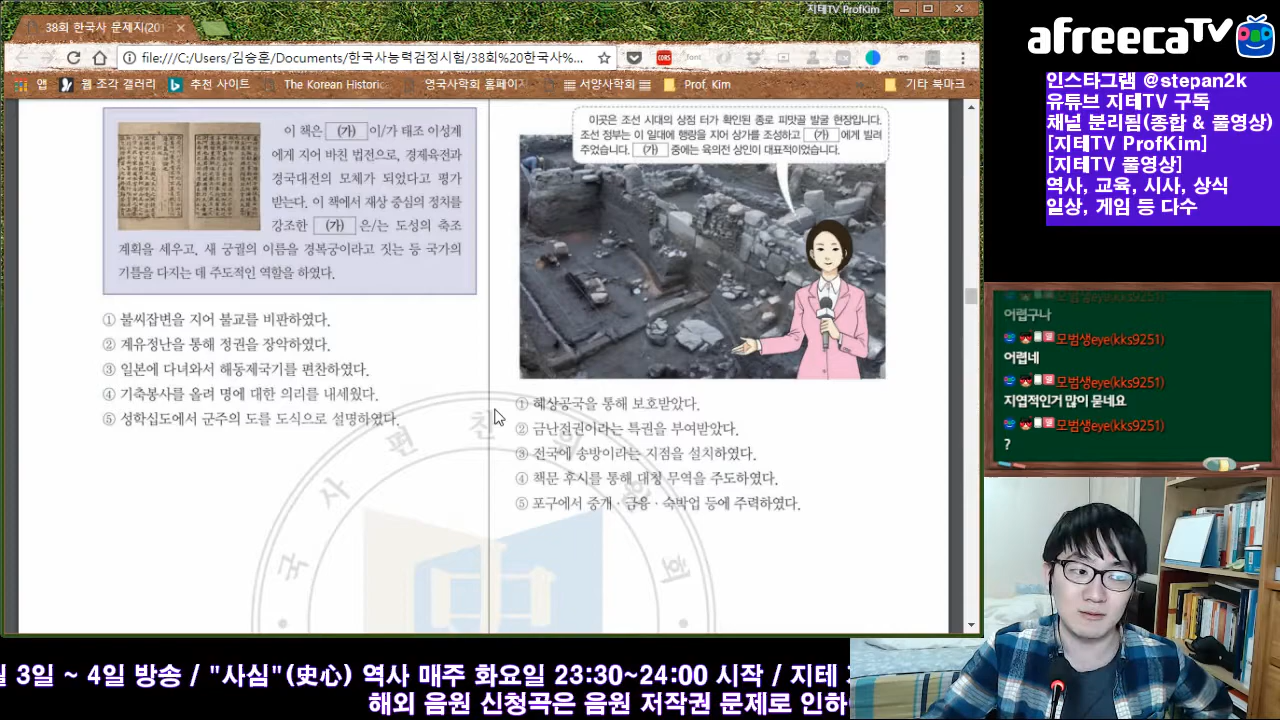 지테TV ProfKim
38회 한국사 문제지(201
file:///C:/Users/김승훈/Documents/한국사능력검정시험/38회%20한국사%...
앱 웹 조각 갤러리 추천 사이트 The Korean Historic 영국사학회 홈페이지 서양사학회 Prof. Kim 기타 북마크
이 책은 (가) 이/가 태조 이성계
에게 지어 바친 법전으로, 경제육전과
경국대전의 모체가 되었다고 평가
받는다. 이 책에서 재상 중심의 정치를
강조한 (가) 은/는 도성의 축조
계획을 세우고, 새 궁궐의 이름을 경복궁이라고 짓는 등 국가의
기틀을 다지는 데 주도적인 역할을 하였다.
① 불씨잡변을 지어 불교를 비판하였다.
② 계유정난을 통해 정권을 장악하였다.
③ 일본에 다녀와서 해동제국기를 편찬하였다.
④ 기축봉사를 올려 명에 대한 의리를 내세웠다.
⑤ 성학십도에서 군주의 도를 도식으로 설명하였다.
이곳은 조선 시대의 상점 터가 확인된 종로 피맛골 발굴 현장입니다.
조선 정부는 이 일대에 행랑을 지어 상가를 조성하고 (가) 에게 빌려
주었습니다. (가) 중에는 육의전 상인이 대표적이었습니다.
① 혜상공국을 통해 보호받았다.
② 금난전권이라는 특권을 부여받았다.
③ 전국에 송방이라는 지점을 설치하였다.
④ 책문 후시를 통해 대청 무역을 주도하였다.
⑤ 포구에서 중개·금융·숙박업 등에 주력하였다.
국 사 편 찬 위 원 회
afreecaTV
인스타그램 @stepan2k
유튜브 지테TV 구독
채널 분리됨(종합 & 풀영상)
[지테TV ProfKim]
[지테TV 풀영상]
역사, 교육, 시사, 상식
일상, 게임 등 다수
모범생eye(kks9251)
어렵구나
모범생eye(kks9251)
어렵네
모범생eye(kks9251)
지엽적인거 많이 묻네요
모범생eye(kks9251)
?
3일 ~ 4일 방송 / "사심"(史心) 역사 매주 화요일 23:30~24:00 시작 / 지테
해외 음원 신청곡은 음원 저작권 문제로 인하